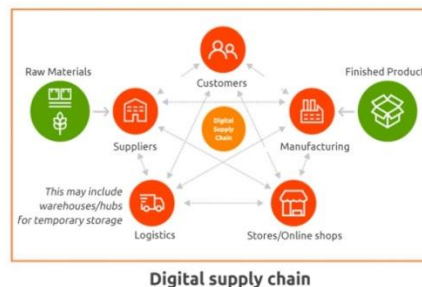 Customers
Raw Materials
Finished Product
Suppliers
Digital
Supply
Chain
Manufacturing
This may include
warehouses/hubs
for temporary storage
Logistics
Stores/Online shops
Digital supply chain